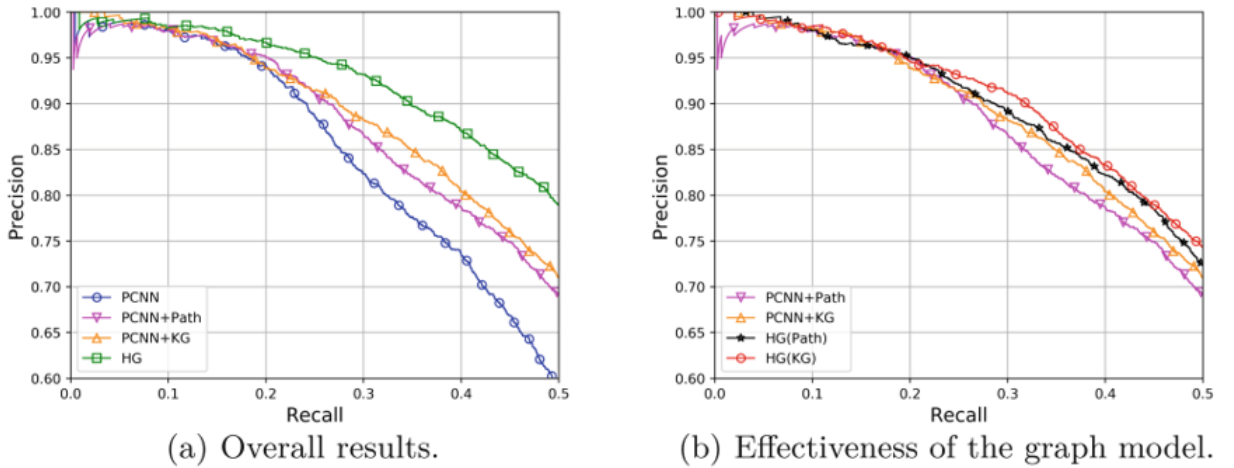 1.00
0.95
0.90
0.85
0.80
0.75
0.70
0.65
0.60
Precision
PCNN
PCNN+Path
PCNN+KG
HG
0.0 0.1 0.2 0.3 0.4 0.5
Recall
(a) Overall results.
1.00
0.95
0.90
0.85
0.80
0.75
0.70
0.65
0.60
Precision
PCNN+Path
PCNN+KG
HG(Path)
HG(KG)
0.0 0.1 0.2 0.3 0.4 0.5
Recall
(b) Effectiveness of the graph model.